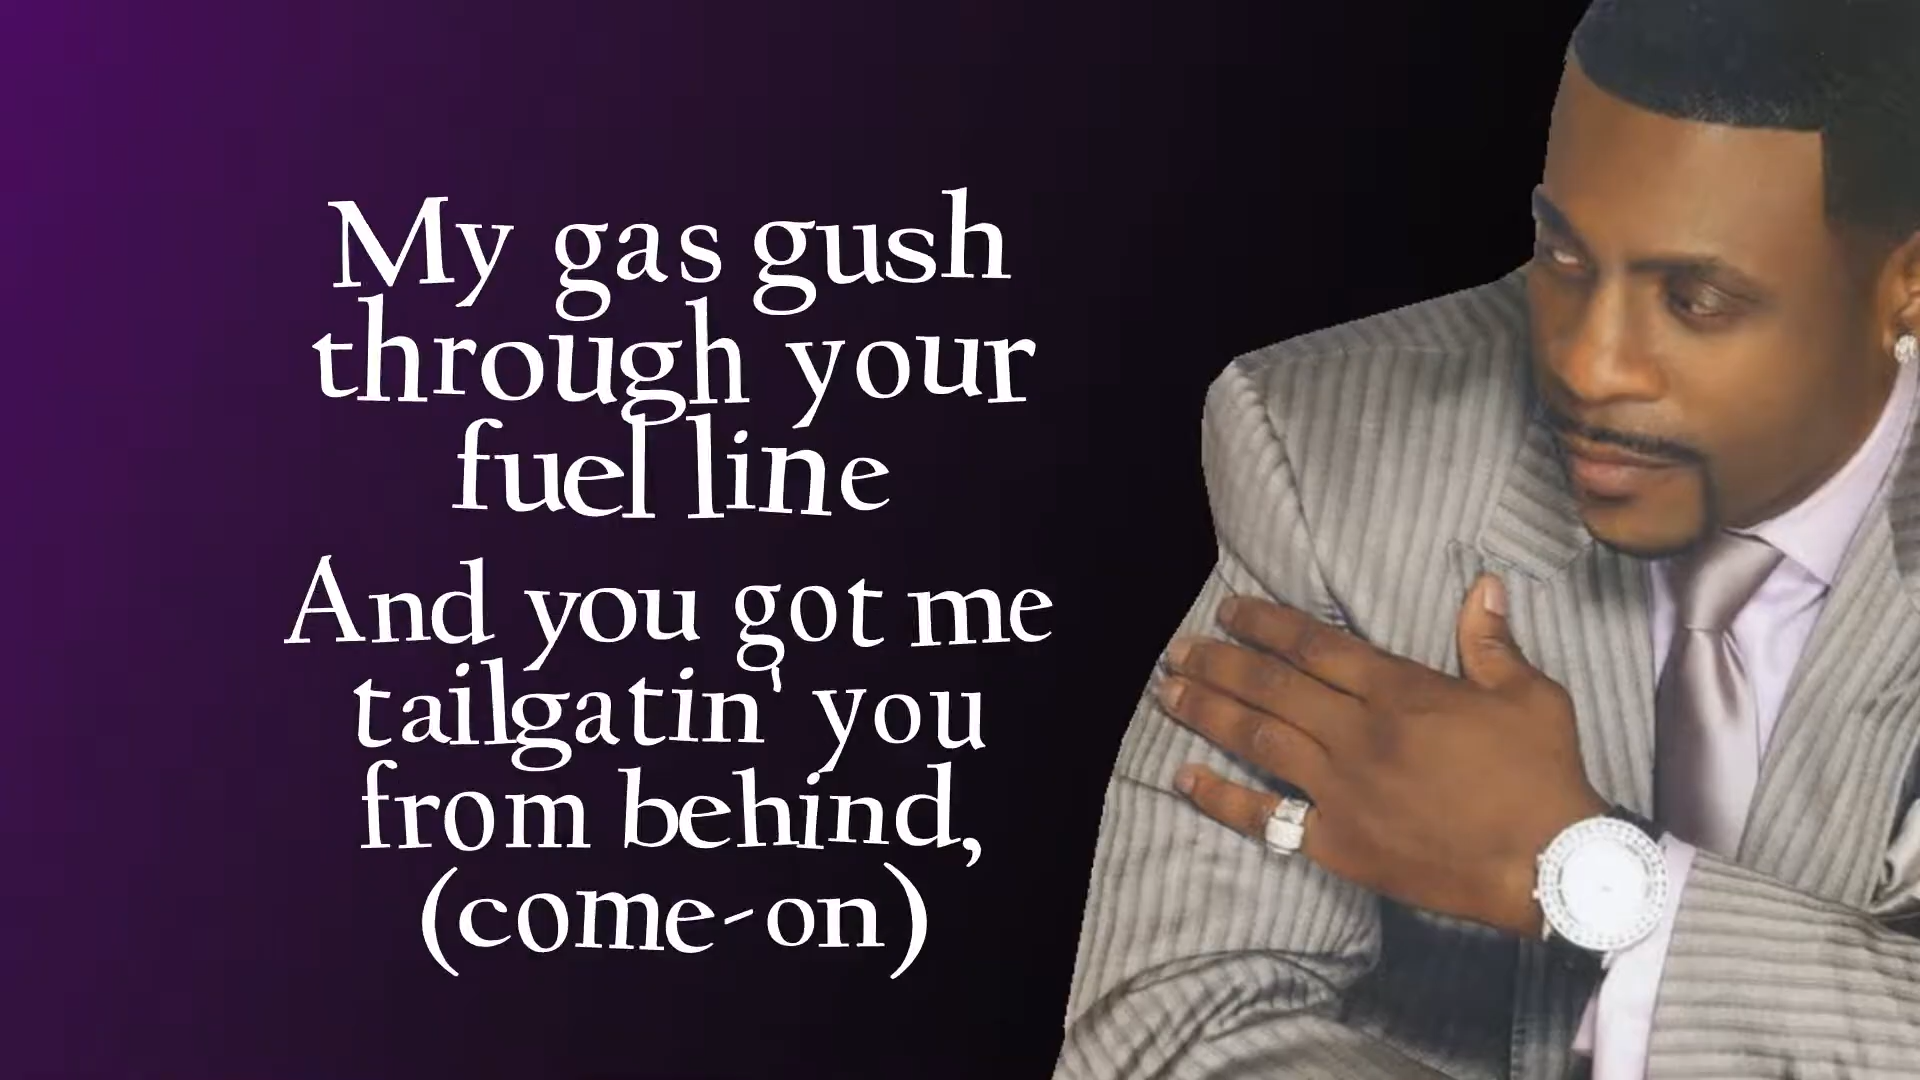 My gas gush
through your
fuel line
And you got me
tailgatin' you
from behind,
(come-on)